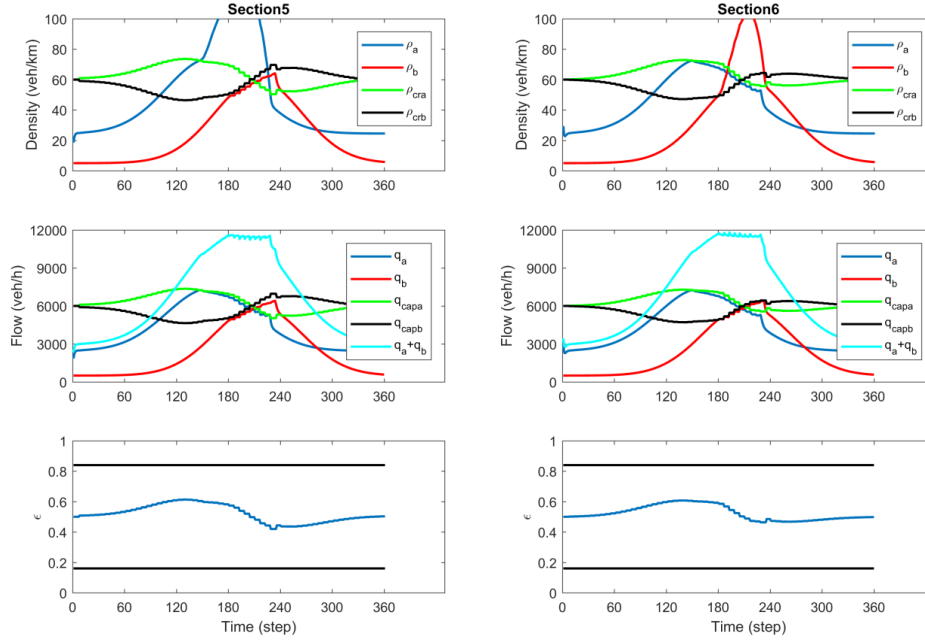 Section5
Density (veh/km)
100
80
60
40
20
0
0 60 120 180 240 300 360
ρa
ρb
ρcra
ρcrb
Section6
Density (veh/km)
100
80
60
40
20
0
0 60 120 180 240 300 360
ρa
ρb
ρcra
ρcrb
Flow (veh/h)
12000
9000
6000
3000
0
0 60 120 180 240 300 360
qa
qb
qcapa
qcapb
qa+qb
Flow (veh/h)
12000
9000
6000
3000
0
0 60 120 180 240 300 360
qa
qb
qcapa
qcapb
qa+qb
ϵ
1
0.8
0.6
0.4
0.2
0
0 60 120 180 240 300 360
Time (step)
ϵ
1
0.8
0.6
0.4
0.2
0
0 60 120 180 240 300 360
Time (step)